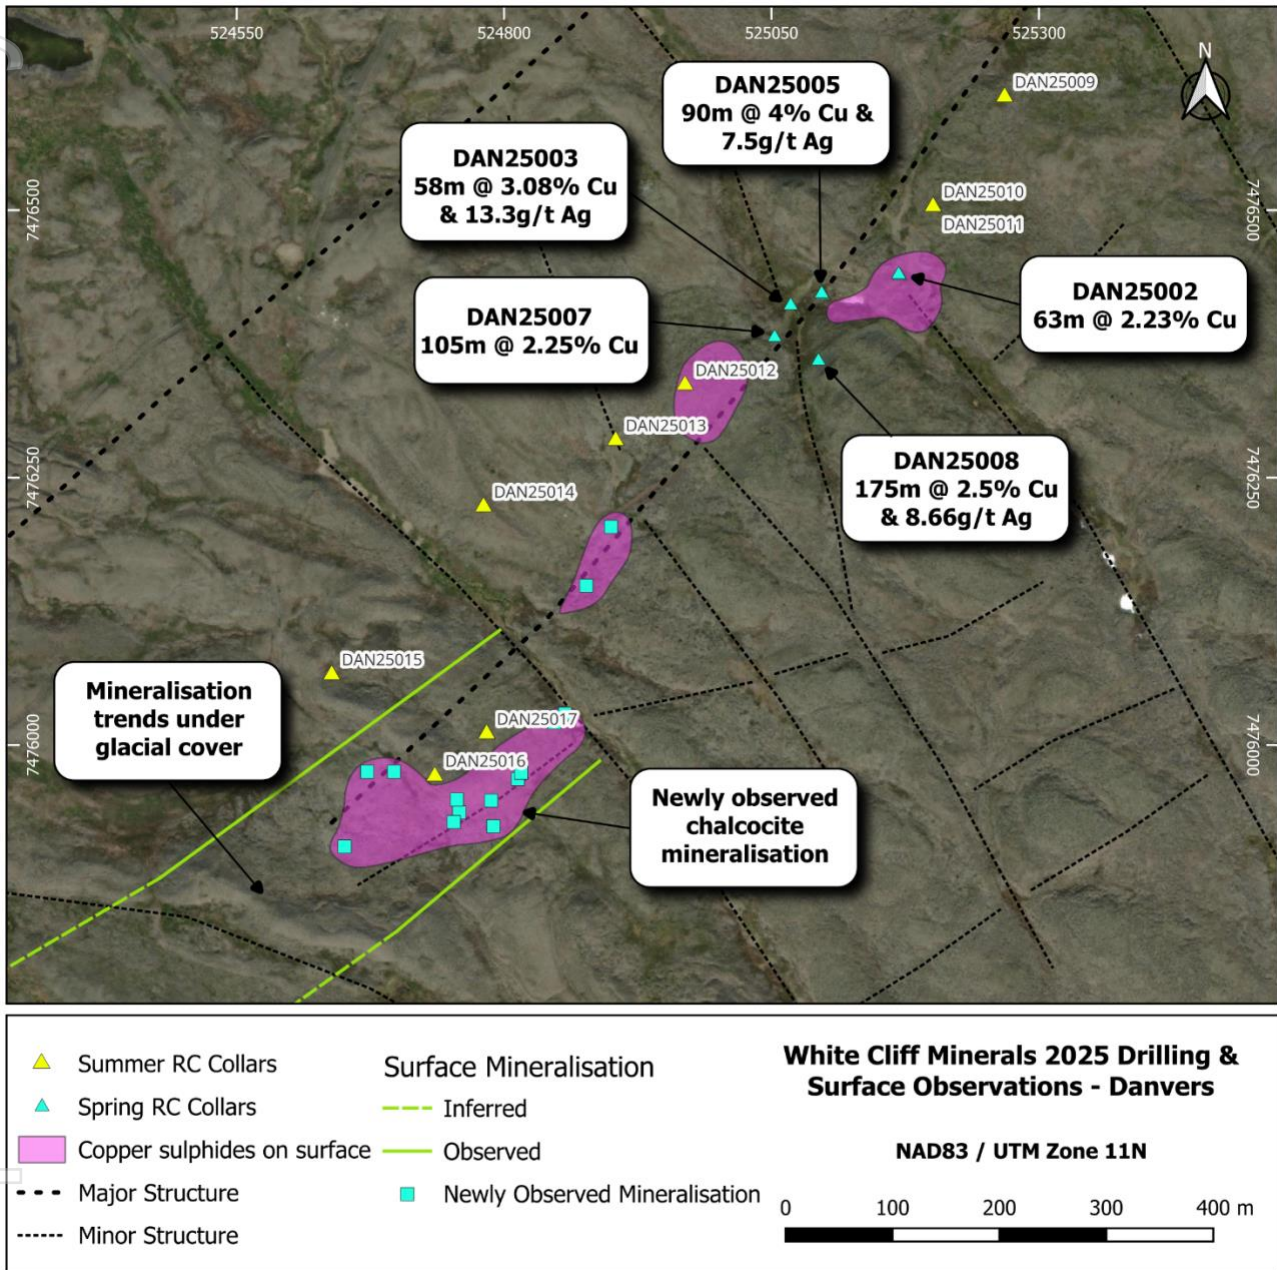 524550
524800
525050
525300
N
DAN25009
DAN25005
90m @ 4% Cu &
7.5g/t Ag
DAN25003
58m @ 3.08% Cu
& 13.3g/t Ag
DAN25010
DAN25011
7476500
7476500
DAN25002
63m @ 2.23% Cu
DAN25007
105m @ 2.25% Cu
DAN25012
DAN25013
DAN25008
175m @ 2.5% Cu
& 8.66g/t Ag
7476250
7476250
DAN25014
DAN25015
Mineralisation
trends under
glacial cover
DAN25017
DAN25016
7476000
7476000
Newly observed
chalcocite
mineralisation
Summer RC Collars
Spring RC Collars
Copper sulphides on surface
Major Structure
Minor Structure
Surface Mineralisation
Inferred
Observed
Newly Observed Mineralisation
White Cliff Minerals 2025 Drilling &
Surface Observations - Danvers
NAD83 / UTM Zone 11N
0 100 200 300 400 m